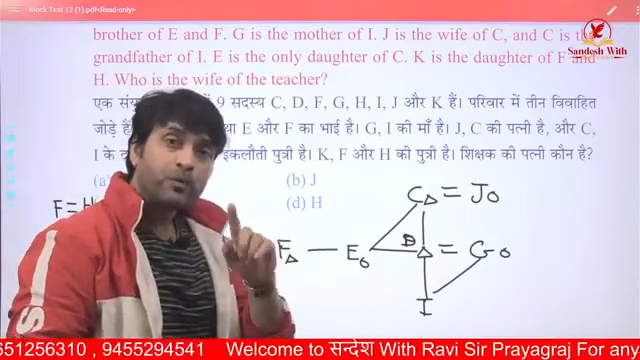 Mock Test.12 (1).pdf<Read-only>
brother of E and F. G is the mother of I. J is the wife of C, and C is the
grandfather of I. E is the only daughter of C. K is the daughter of F and
H. Who is the wife of the teacher?
Sandesh With
एक 9 सदस्य C, D, F, G, H, I, J और K हैं। परिवार में तीन विवाहित
जोड़े E और F का भाई है। G, I की माँ है। J, C की पत्नी है, और C,
I के इकलौती पुत्री है। K, F और H की पुत्री है। शिक्षक की पत्नी कौन है?
(b) J
(d) H
F = H
C = J
F — E D = G
I
651256310 , 9455294541 Welcome to सन्देश With Ravi Sir Prayagraj For any